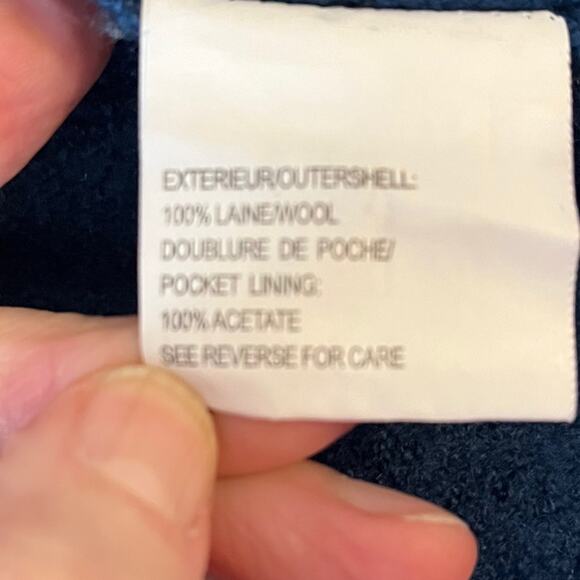 EXTERIEUR/OUTERSHELL:
100% LAINE/WOOL
DOUBLURE DE POCHE/
POCKET LINING:
100% ACETATE
SEE REVERSE FOR CARE